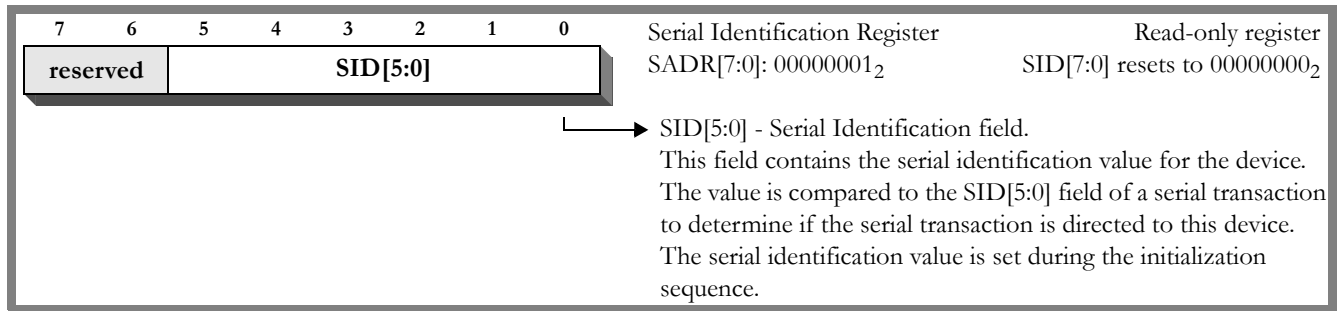 7 6 5 4 3 2 1 0
reserved SID[5:0]
Serial Identification Register Read-only register
SADR[7:0]: 00000001₂ SID[7:0] resets to 00000000₂
SID[5:0] - Serial Identification field.
This field contains the serial identification value for the device.
The value is compared to the SID[5:0] field of a serial transaction
to determine if the serial transaction is directed to this device.
The serial identification value is set during the initialization
sequence.